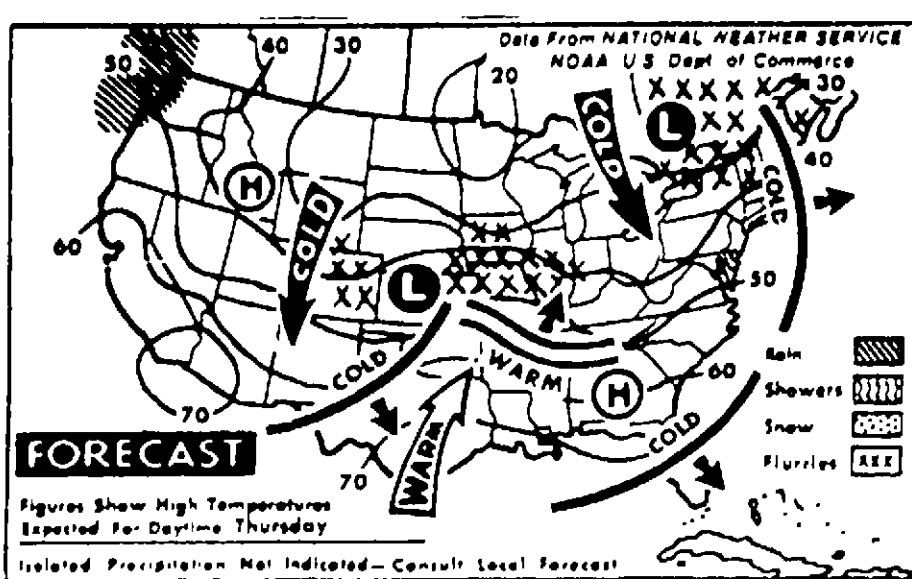 Data From NATIONAL WEATHER SERVICE
NOAA U S Dept of Commerce
50
40
30
20
30
40
COLD
L
H
COLD
COLD
60
L
50
COLD
WARM
H
60
70
COLD
WARM
70
Rain
Showers
Snow
Flurries
FORECAST
Figures Show High Temperatures
Expected For Daytime Thursday
Isolated Precipitation Not Indicated — Consult Local Forecast